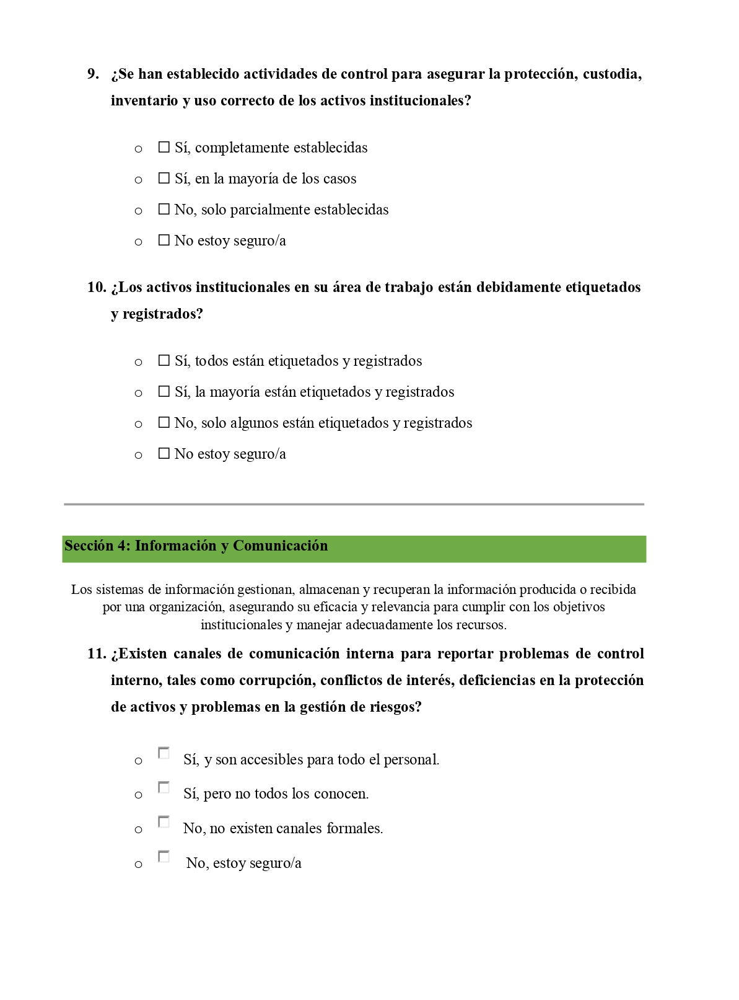 9. ¿Se han establecido actividades de control para asegurar la protección, custodia,
inventario y uso correcto de los activos institucionales?
o ☐ Sí, completamente establecidas
o ☐ Sí, en la mayoría de los casos
o ☐ No, solo parcialmente establecidas
o ☐ No estoy seguro/a
10. ¿Los activos institucionales en su área de trabajo están debidamente etiquetados
y registrados?
o ☐ Sí, todos están etiquetados y registrados
o ☐ Sí, la mayoría están etiquetados y registrados
o ☐ No, solo algunos están etiquetados y registrados
o ☐ No estoy seguro/a
Sección 4: Información y Comunicación
Los sistemas de información gestionan, almacenan y recuperan la información producida o recibida
por una organización, asegurando su eficacia y relevancia para cumplir con los objetivos
institucionales y manejar adecuadamente los recursos.
11. ¿Existen canales de comunicación interna para reportar problemas de control
interno, tales como corrupción, conflictos de interés, deficiencias en la protección
de activos y problemas en la gestión de riesgos?
o ☐ Sí, y son accesibles para todo el personal.
o ☐ Sí, pero no todos los conocen.
o ☐ No, no existen canales formales.
o ☐ No, estoy seguro/a